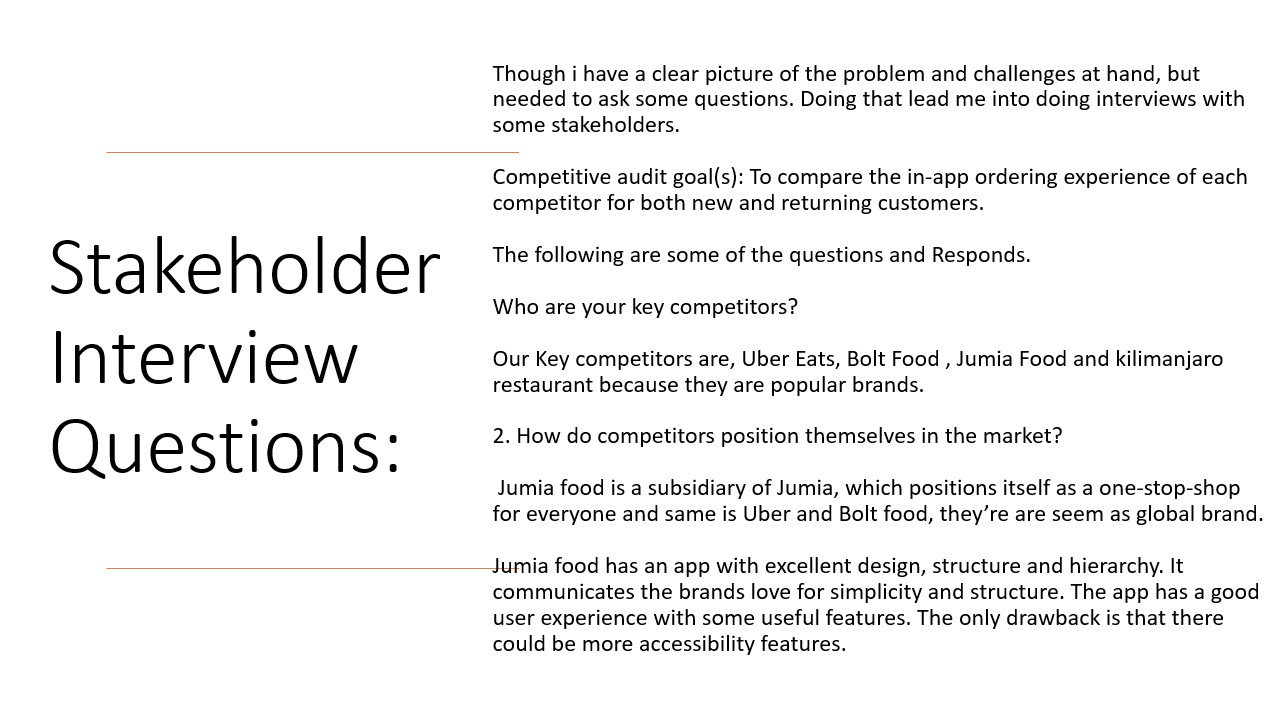 Stakeholder
Interview
Questions:
Though i have a clear picture of the problem and challenges at hand, but
needed to ask some questions. Doing that lead me into doing interviews with
some stakeholders.
Competitive audit goal(s): To compare the in-app ordering experience of each
competitor for both new and returning customers.
The following are some of the questions and Responds.
Who are your key competitors?
Our Key competitors are, Uber Eats, Bolt Food , Jumia Food and kilimanjaro
restaurant because they are popular brands.
2. How do competitors position themselves in the market?
Jumia food is a subsidiary of Jumia, which positions itself as a one-stop-shop
for everyone and same is Uber and Bolt food, they’re are seem as global brand.
Jumia food has an app with excellent design, structure and hierarchy. It
communicates the brands love for simplicity and structure. The app has a good
user experience with some useful features. The only drawback is that there
could be more accessibility features.